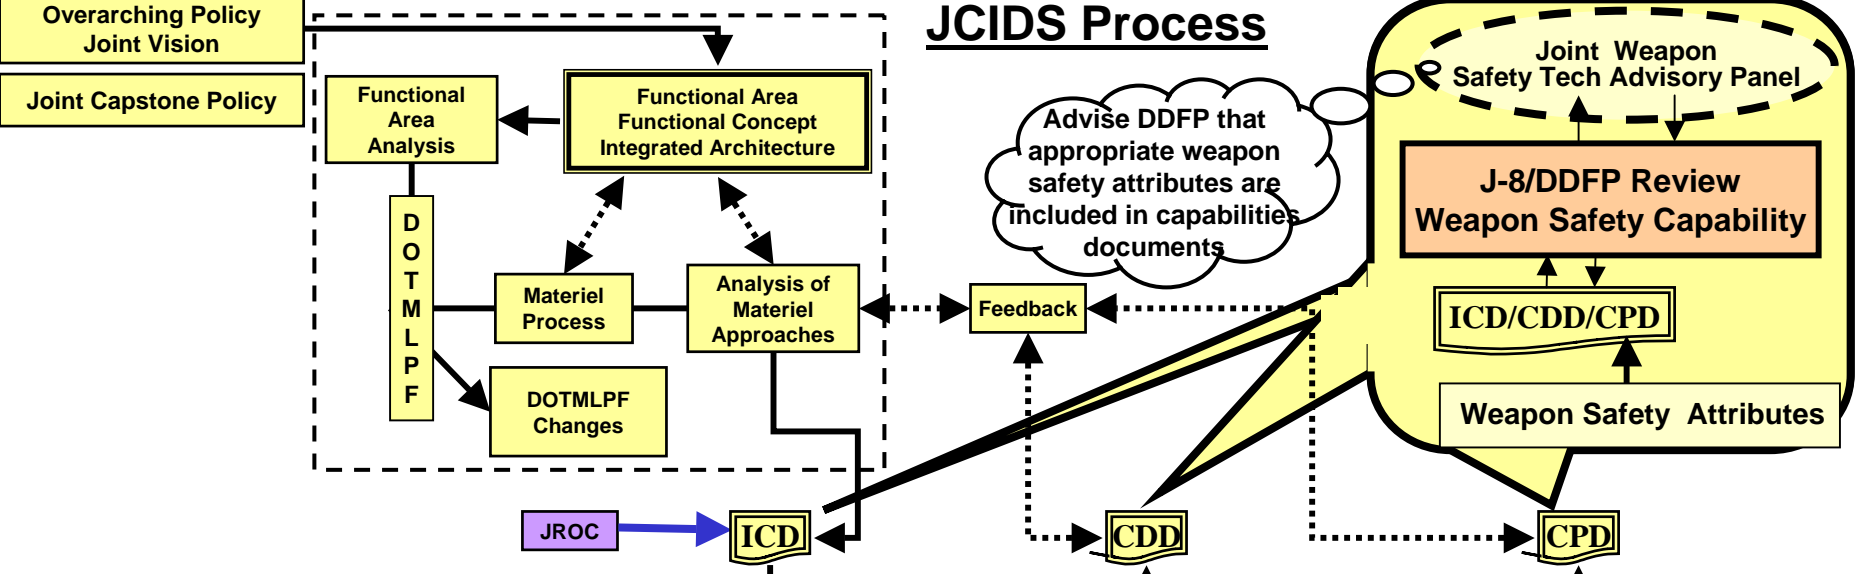 JCIDS Process
Overarching Policy
Joint Vision
Joint Capstone Policy
Functional
Area
Analysis
Functional Area
Functional Concept
Integrated Architecture
Advise DDFP that
appropriate weapon
safety attributes are
included in capabilities
documents
Joint Weapon
Safety Tech Advisory Panel
J-8/DDFP Review
Weapon Safety Capability
ICD/CDD/CPD
Weapon Safety Attributes
D
O
T
M
L
P
F
Materiel
Process
Analysis of
Materiel
Approaches
Feedback
DOTMLPF
Changes
JROC
ICD
CDD
CPD